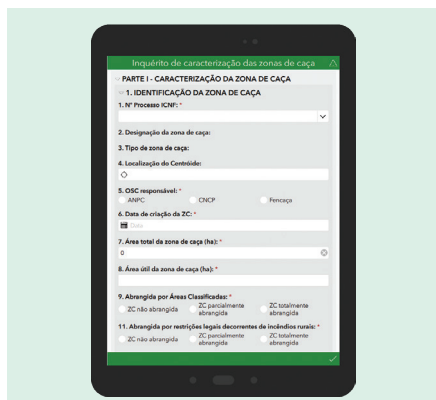 Inquérito de caracterização das zonas de caça
PARTE I - CARACTERIZAÇÃO DA ZONA DE CAÇA
1. IDENTIFICAÇÃO DA ZONA DE CAÇA
1. Nº Processo ICNF: *
2. Designação da zona de caça:
3. Tipo de zona de caça:
4. Localização do Centróide:
5. OSC responsável: *
ANPC CNCP Fencaça
6. Data de criação da ZC: *
Data
7. Área total da zona de caça (ha): *
0
8. Área útil da zona de caça (ha): *
9. Abrangida por Áreas Classificadas: *
ZC não abrangida ZC parcialmente abrangida ZC totalmente abrangida
11. Abrangida por restrições legais decorrentes de incêndios rurais: *
ZC não abrangida ZC parcialmente abrangida ZC totalmente abrangida